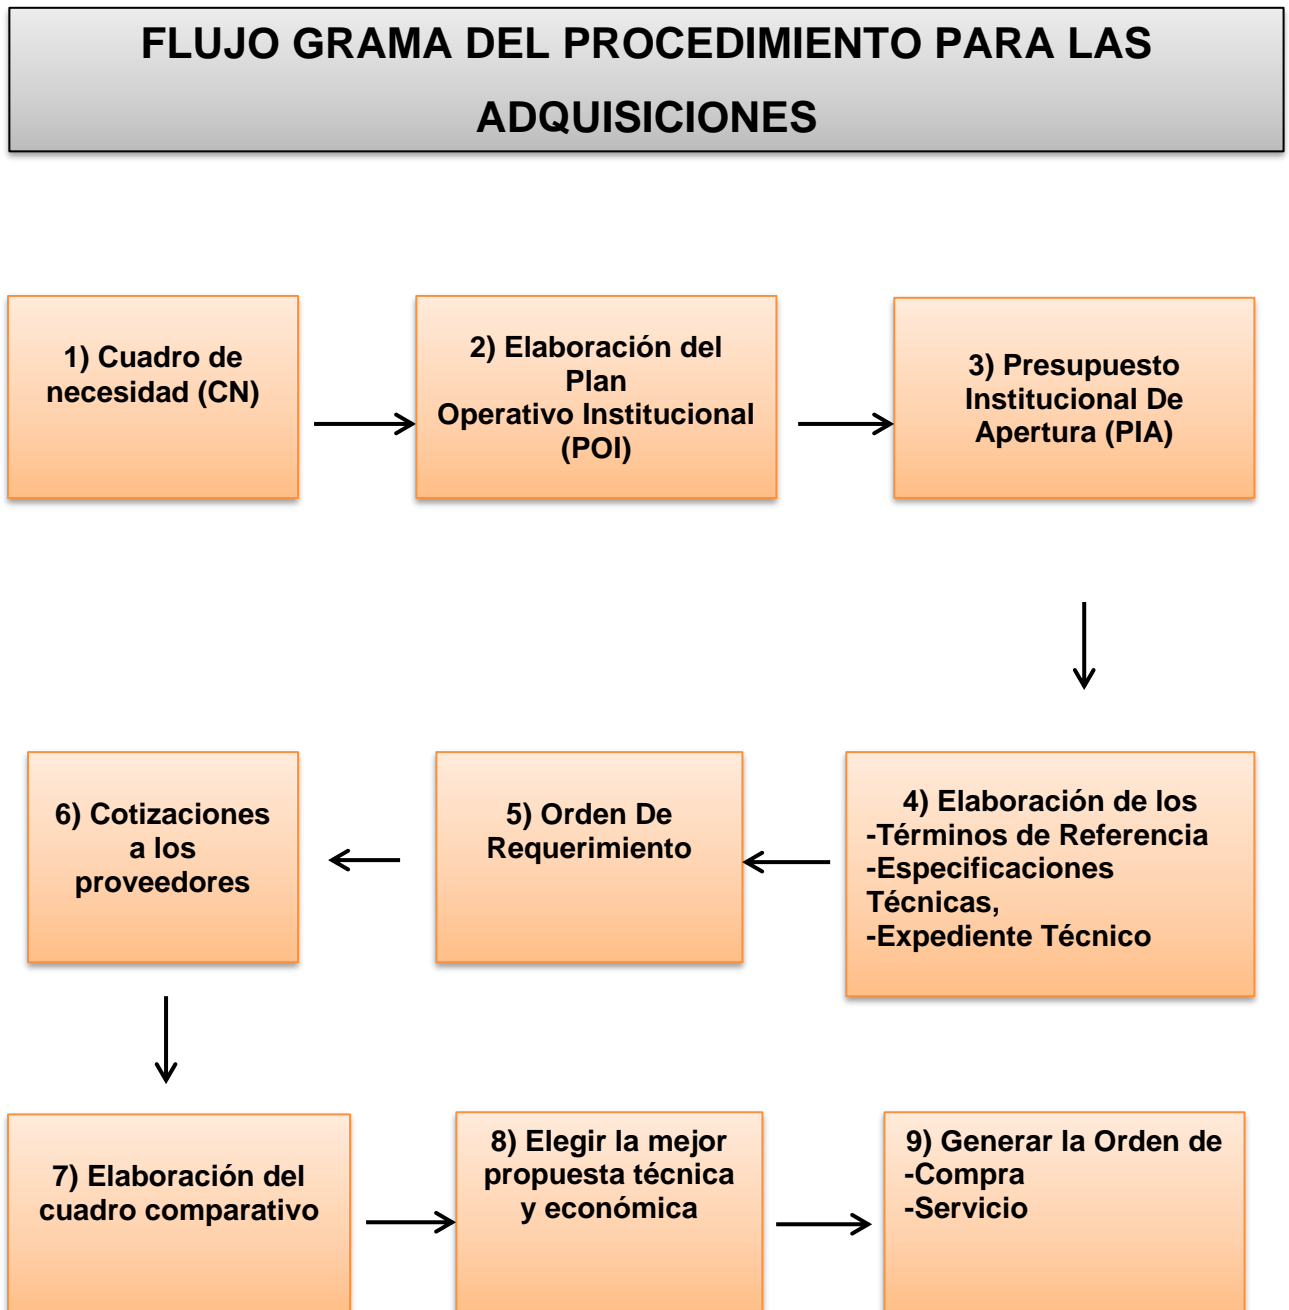 FLUJO GRAMA DEL PROCEDIMIENTO PARA LAS
ADQUISICIONES
1) Cuadro de
necesidad (CN)
2) Elaboración del
Plan
Operativo Institucional
(POI)
3) Presupuesto
Institucional De
Apertura (PIA)
4) Elaboración de los
-Términos de Referencia
-Especificaciones
Técnicas,
-Expediente Técnico
5) Orden De
Requerimiento
6) Cotizaciones
a los
proveedores
7) Elaboración del
cuadro comparativo
8) Elegir la mejor
propuesta técnica
y económica
9) Generar la Orden de
-Compra
-Servicio